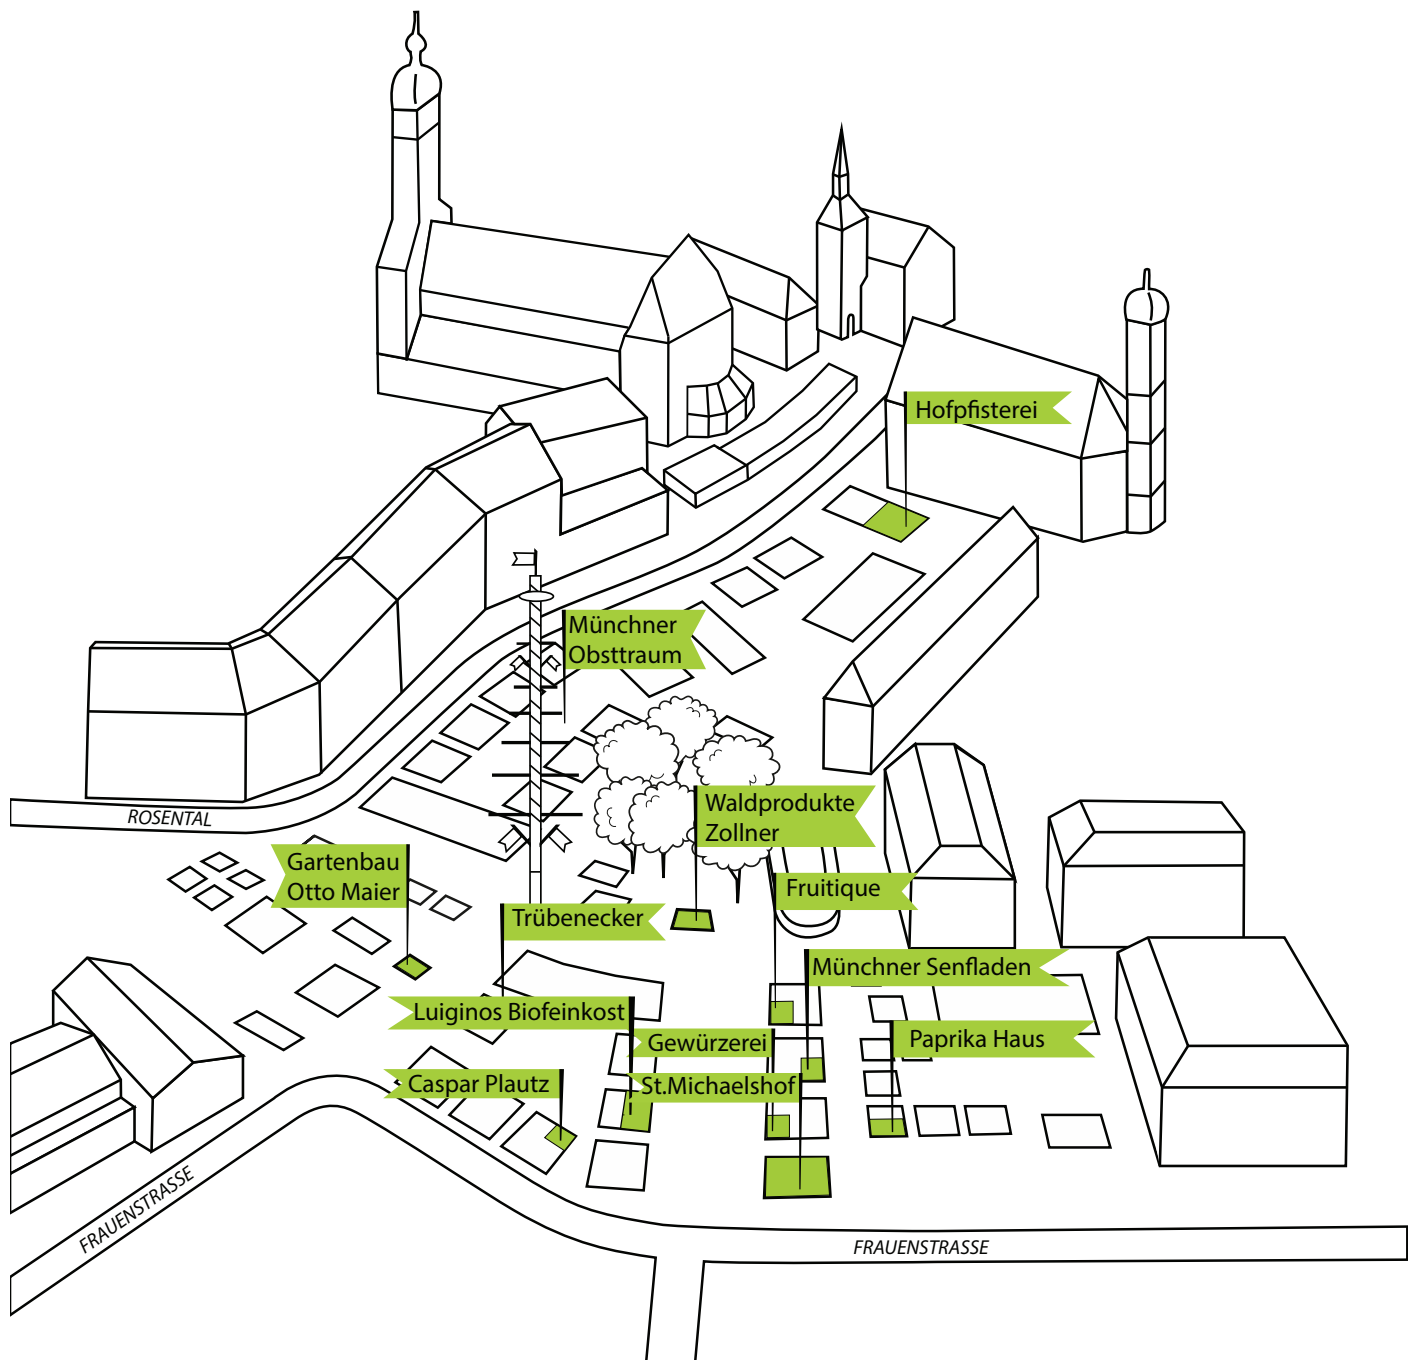 Hofpfisterei
Münchner
Obsttraum
Waldprodukte
Zollner
ROSENTAL
Gartenbau
Otto Maier
Fruitique
Trübenecker
Münchner Senfladen
Luiginos Biofeinkost
Gewürzerei
Paprika Haus
Caspar Plautz
St.Michaelshof
FRAUENSTRASSE
FRAUENSTRASSE